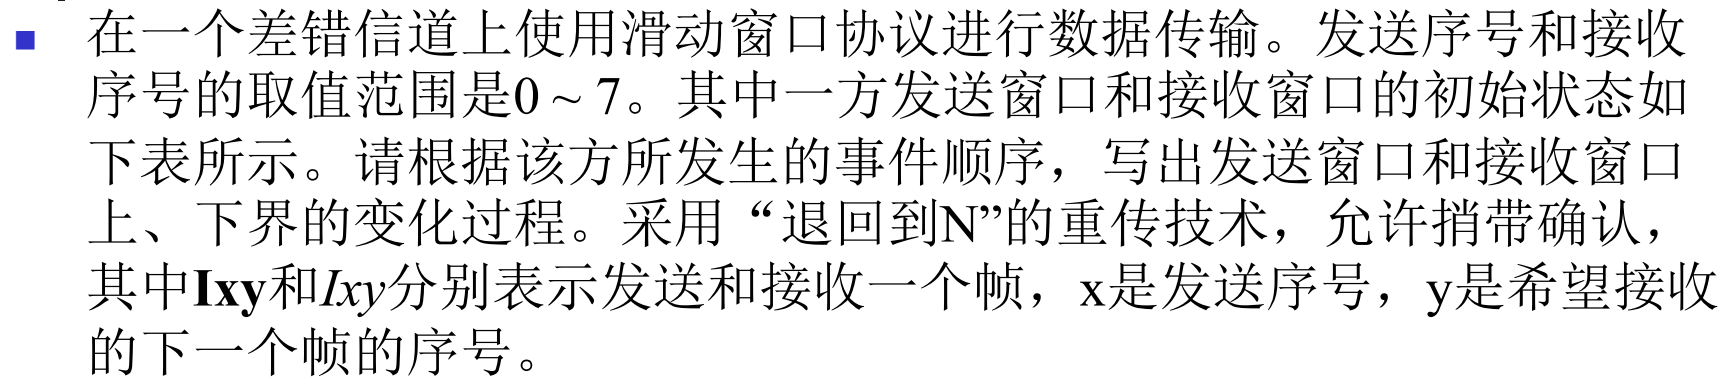 在一个差错信道上使用滑动窗口协议进行数据传输。发送序号和接收
序号的取值范围是0 ~ 7。其中一方发送窗口和接收窗口的初始状态如
下表所示。请根据该方所发生的事件顺序，写出发送窗口和接收窗口
上、下界的变化过程。采用“退回到N”的重传技术，允许捎带确认，
其中Ixy和Ixy分别表示发送和接收一个帧，x是发送序号，y是希望接收
的下一个帧的序号。